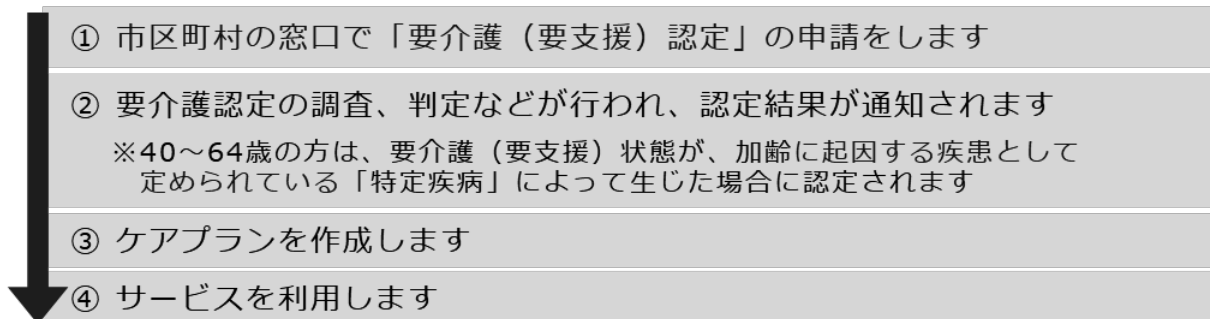 ① 市区町村の窓口で「要介護（要支援）認定」の申請をします
② 要介護認定の調査、判定などが行われ、認定結果が通知されます
※40～64歳の方は、要介護（要支援）状態が、加齢に起因する疾患として
定められている「特定疾病」によって生じた場合に認定されます
③ ケアプランを作成します
④ サービスを利用します